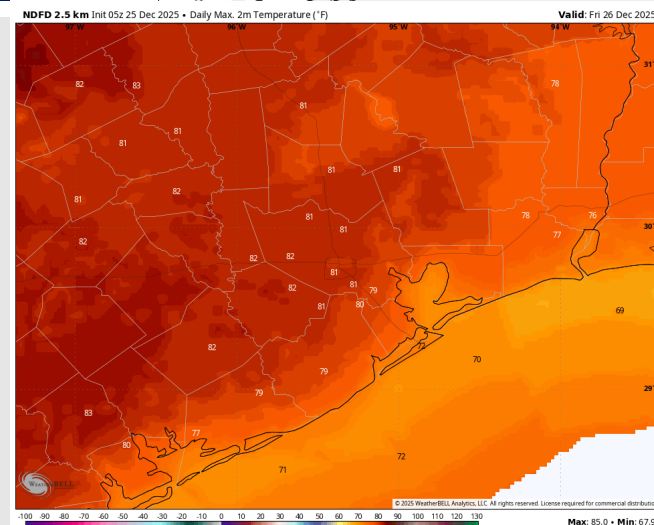 NDFD 2.5 km Init 05z 25 Dec 2025 • Daily Max. 2m Temperature (°F) Valid: Fri 26 Dec 2025
97°W 96°W 95°W 94°W
31°
82 83 78
81
81
81
81 81
82
81
81 78 76
30°
81 77
82
82 82
81
82 81 79
81 80
69
82 72
70
79
29°
79
83
77
80
72
71
WEATHERBELL
© 2025 WeatherBELL Analytics, LLC. All rights reserved. License required for commercial distributio
-100 -90 -80 -70 -60 -50 -40 -30 -20 -10 0 10 20 30 40 50 60 70 80 90 100 110 120 130
Max: 85.0 • Min: 67.9